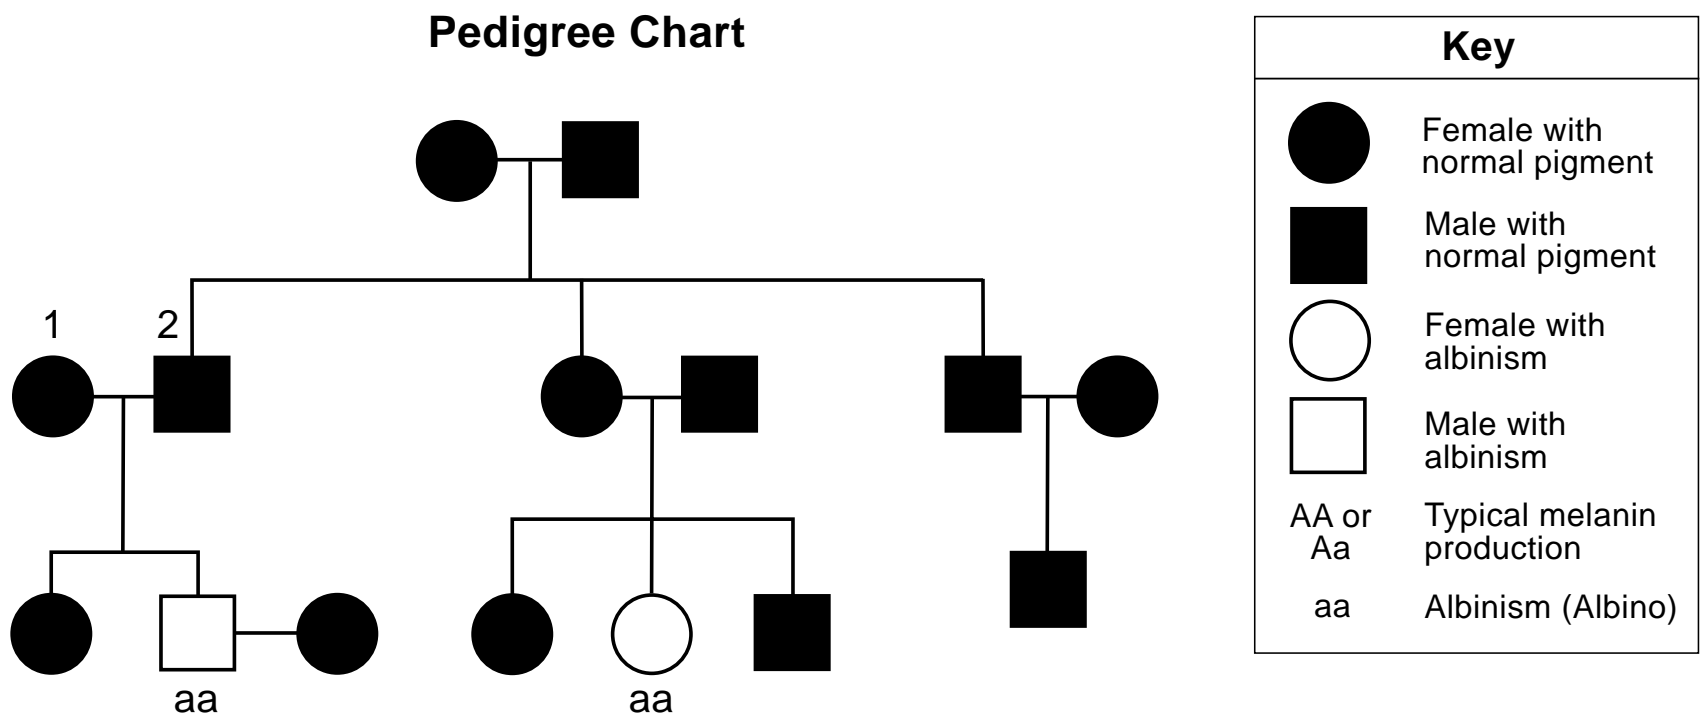 Pedigree Chart
1
2
aa
aa
Key
Female with
normal pigment
Male with
normal pigment
Female with
albinism
Male with
albinism
AA or
Aa
Typical melanin
production
aa
Albinism (Albino)